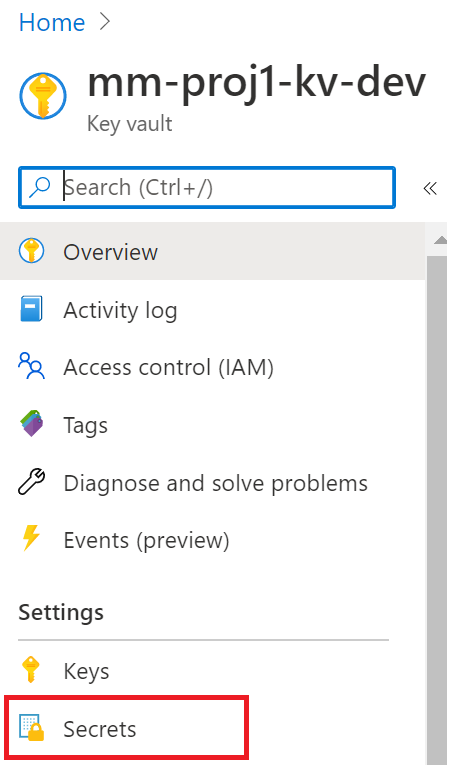 Home >
mm-proj1-kv-dev
Key vault
Search (Ctrl+/)
«
Overview
Activity log
Access control (IAM)
Tags
Diagnose and solve problems
Events (preview)
Settings
Keys
Secrets